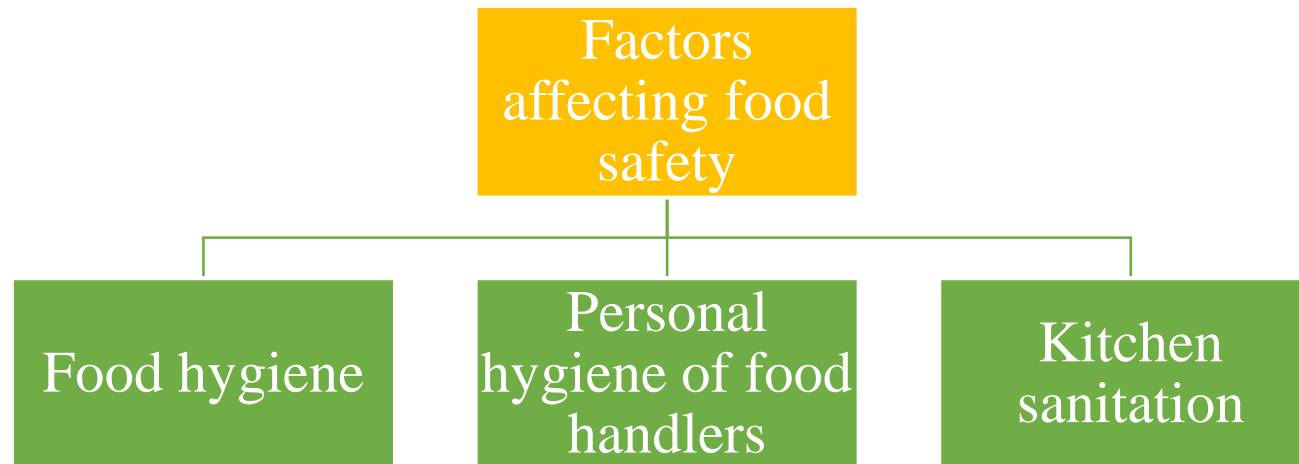 Factors
affecting food
safety
Food hygiene
Personal
hygiene of food
handlers
Kitchen
sanitation